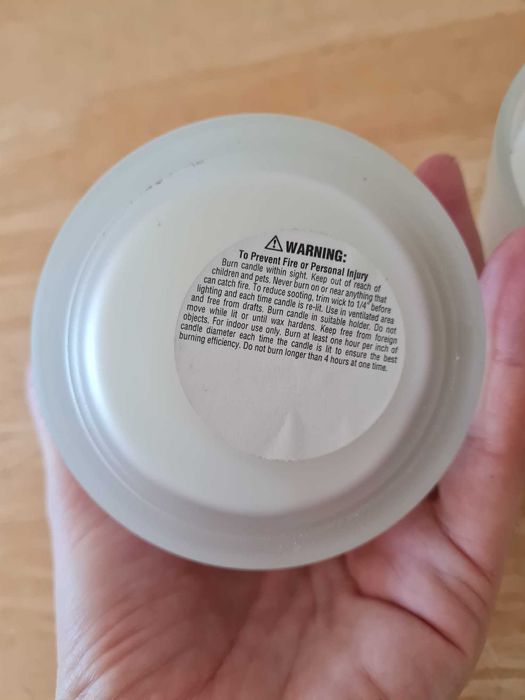 ⚠ WARNING:
To Prevent Fire or Personal Injury
Burn candle within sight. Keep out of reach of
children and pets. Never burn on or near anything that
can catch fire. To reduce sooting, trim wick to 1/4" before
lighting and each time candle is re-lit. Use in ventilated area
and free from drafts. Burn candle in suitable holder. Do not
move while lit or until wax hardens. Keep free from foreign
objects. For indoor use only. Burn at least one hour per inch of
candle diameter each time the candle is lit to ensure the best
burning efficiency. Do not burn longer than 4 hours at one time.